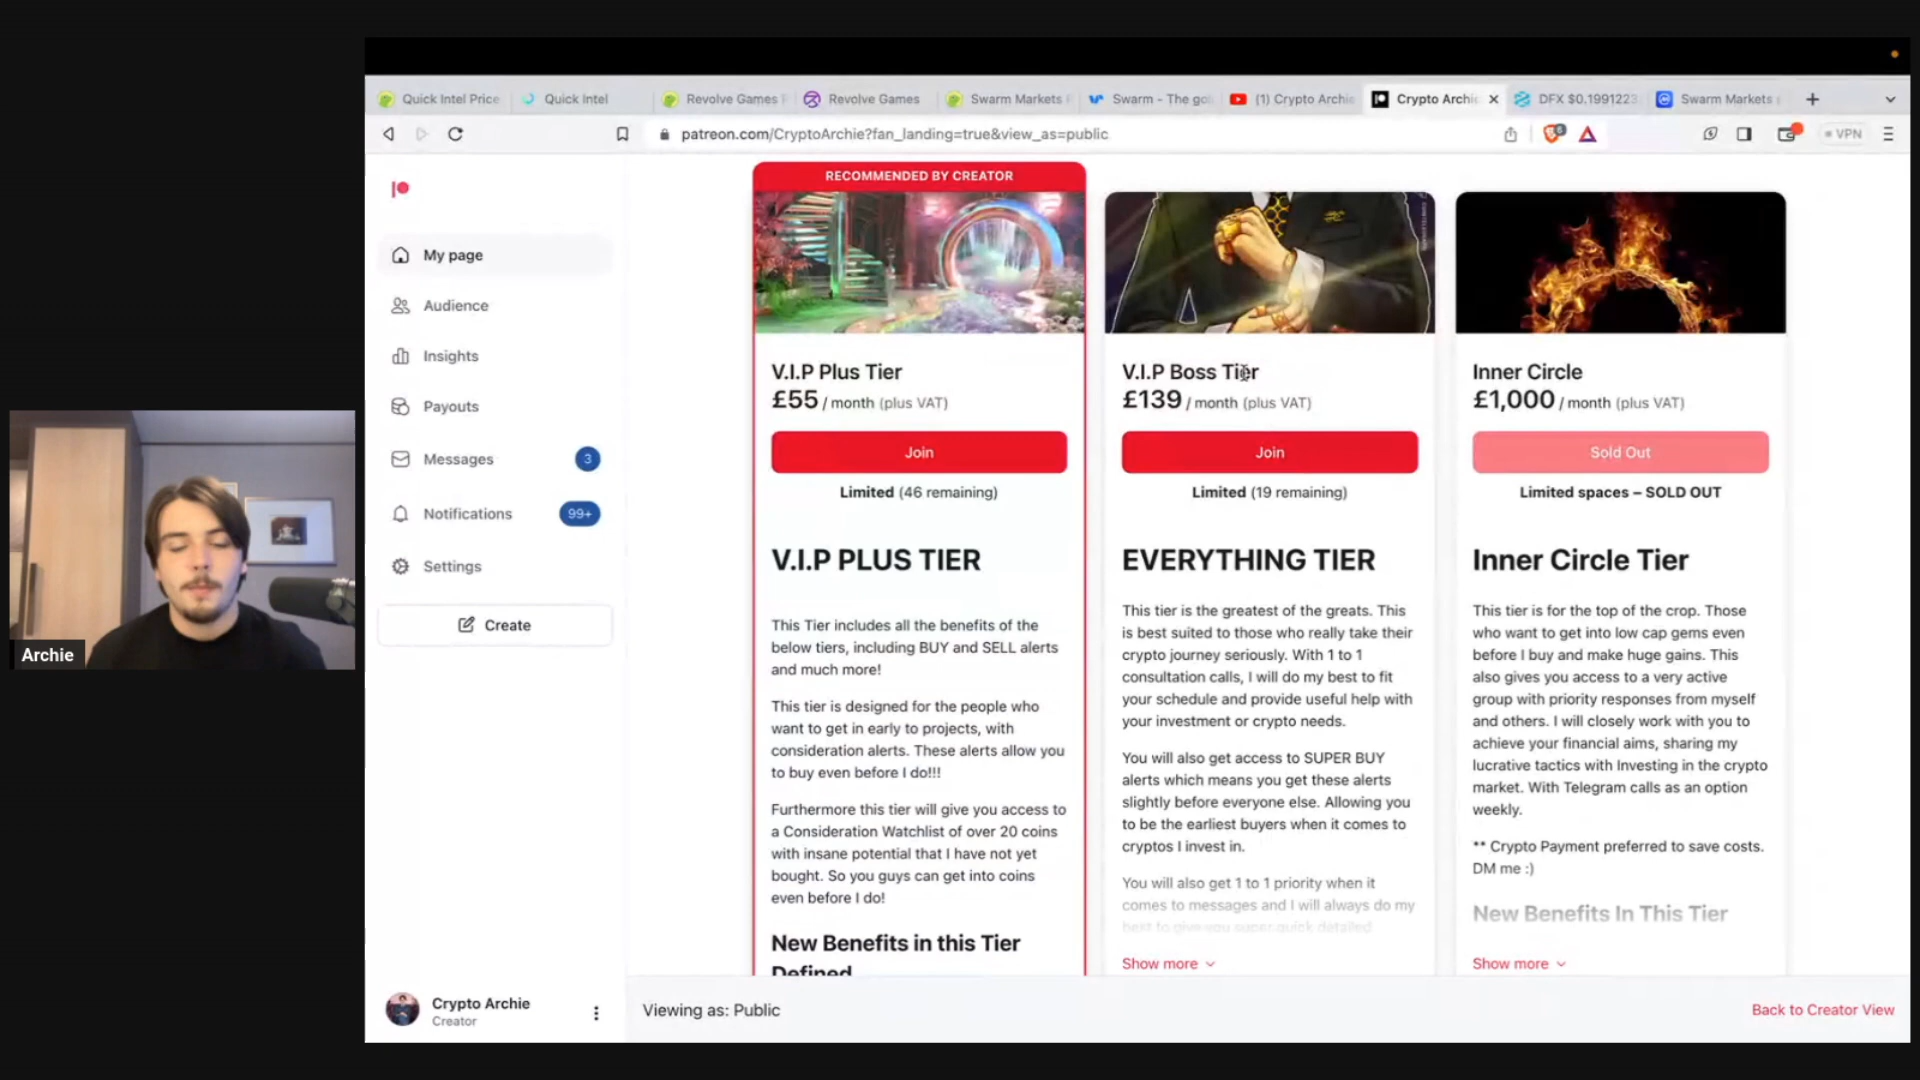 Quick Intel Price
Quick Intel
Revolve Games
Revolve Games
Swarm Markets
Swarm - The go
(1) Crypto Archie
Crypto Archi
DFX $0.1991223
Swarm Markets
patreon.com/CryptoArchie?fan_landing=true&view_as=public
6
VPN
My page
Audience
Insights
Payouts
Messages
3
Notifications
99+
Settings
Create
Crypto Archie
Creator
Archie
RECOMMENDED BY CREATOR
V.I.P Plus Tier
£55 / month (plus VAT)
Join
Limited (46 remaining)
V.I.P PLUS TIER
This Tier includes all the benefits of the
below tiers, including BUY and SELL alerts
and much more!
This tier is designed for the people who
want to get in early to projects, with
consideration alerts. These alerts allow you
to buy even before I do!!!
Furthermore this tier will give you access to
a Consideration Watchlist of over 20 coins
with insane potential that I have not yet
bought. So you guys can get into coins
even before I do!
New Benefits in this Tier
Defined
V.I.P Boss Tier
£139 / month (plus VAT)
Join
Limited (19 remaining)
EVERYTHING TIER
This tier is the greatest of the greats. This
is best suited to those who really take their
crypto journey seriously. With 1 to 1
consultation calls, I will do my best to fit
your schedule and provide useful help with
your investment or crypto needs.
You will also get access to SUPER BUY
alerts which means you get these alerts
slightly before everyone else. Allowing you
to be the earliest buyers when it comes to
cryptos I invest in.
You will also get 1 to 1 priority when it
comes to messages and I will always do my
best to give you super quick detailed
Show more
Inner Circle
£1,000 / month (plus VAT)
Sold Out
Limited spaces – SOLD OUT
Inner Circle Tier
This tier is for the top of the crop. Those
who want to get into low cap gems even
before I buy and make huge gains. This
also gives you access to a very active
group with priority responses from myself
and others. I will closely work with you to
achieve your financial aims, sharing my
lucrative tactics with Investing in the crypto
market. With Telegram calls as an option
weekly.
** Crypto Payment preferred to save costs.
DM me :)
New Benefits In This Tier
Show more
Viewing as: Public
Back to Creator View